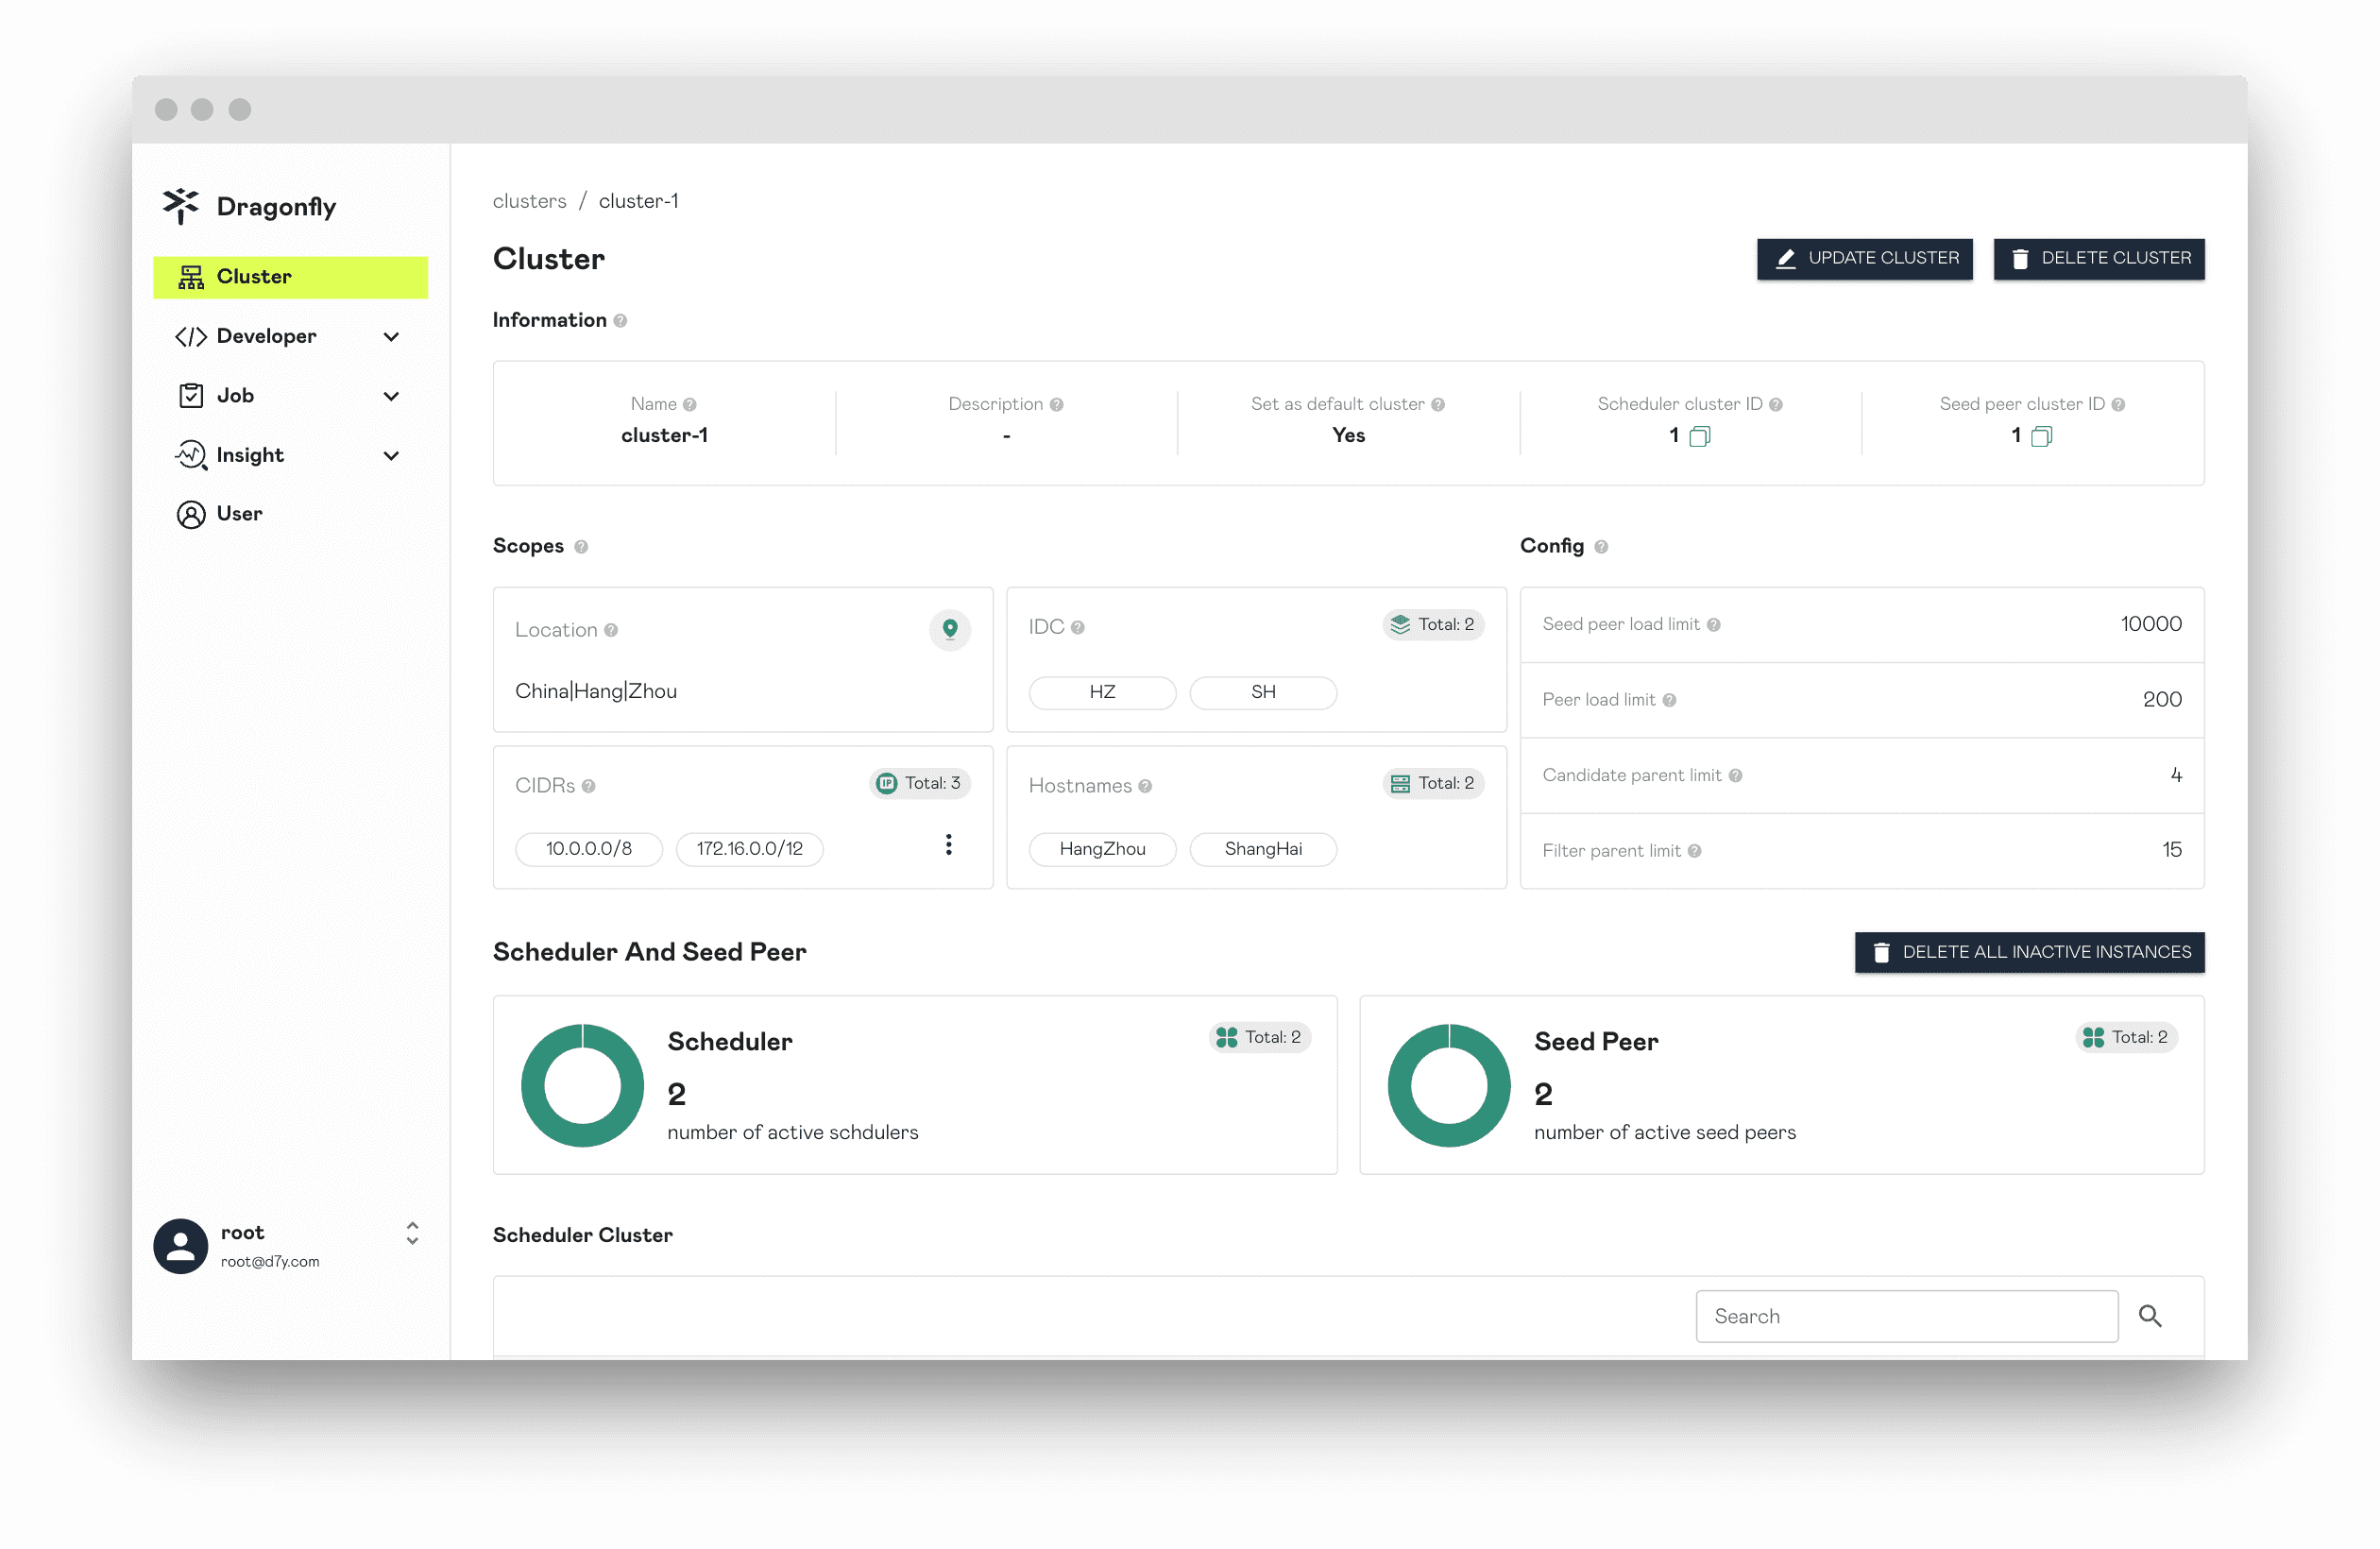 Dragonfly
Cluster
Developer
Job
Insight
User
root
root@d7y.com
clusters / cluster-1
Cluster
UPDATE CLUSTER
DELETE CLUSTER
Information
Name
cluster-1
Description
-
Set as default cluster
Yes
Scheduler cluster ID
1
Seed peer cluster ID
1
Scopes
Location
China|Hang|Zhou
IDC
Total: 2
HZ
SH
CIDRs
IP
Total: 3
10.0.0.0/8
172.16.0.0/12
Hostnames
Total: 2
HangZhou
ShangHai
Config
Seed peer load limit
10000
Peer load limit
200
Candidate parent limit
4
Filter parent limit
15
Scheduler And Seed Peer
DELETE ALL INACTIVE INSTANCES
Scheduler
Total: 2
2
number of active schdulers
Seed Peer
Total: 2
2
number of active seed peers
Scheduler Cluster
Search